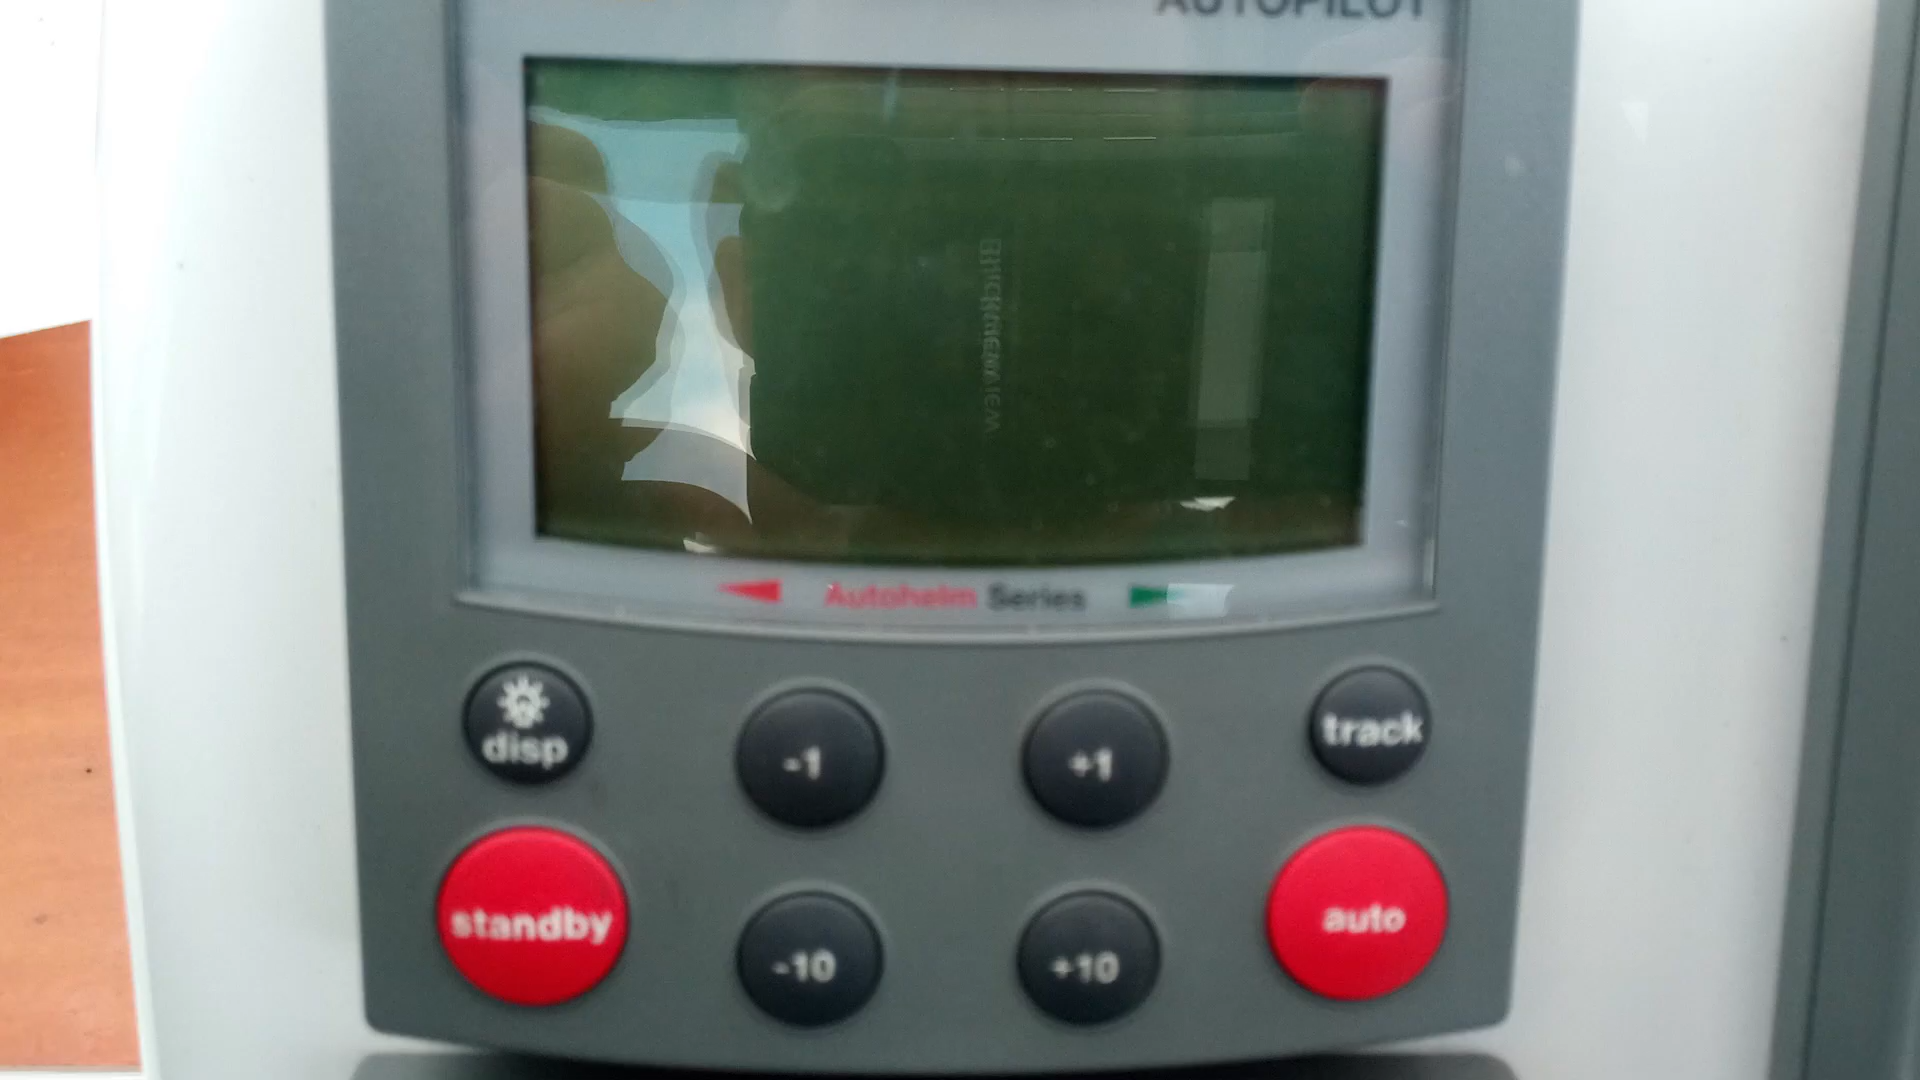 AUTOPILOT
Autohelm Series
disp
-1
+1
track
standby
-10
+10
auto